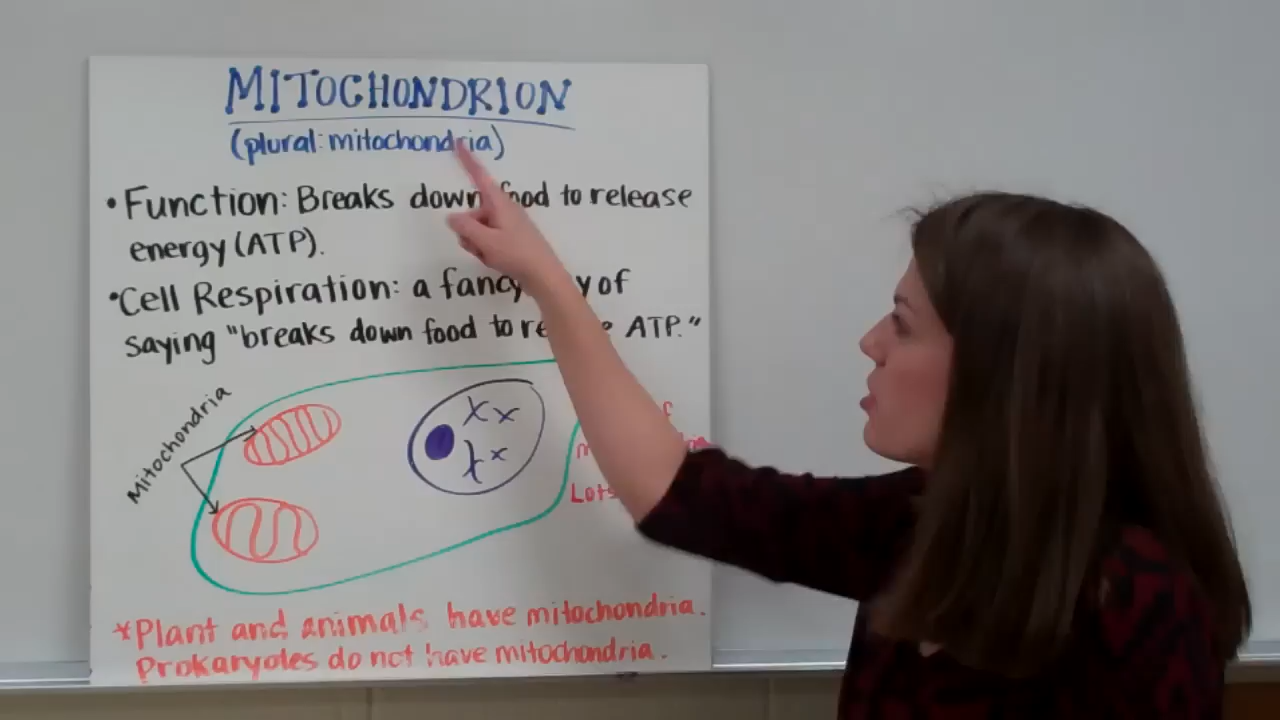 MITOCHONDRION
(plural: mitochondria)
• Function: Breaks down food to release
energy (ATP).
• Cell Respiration: a fancy of
saying "breaks down food to ATP."
Mitochondria
Lots
*Plant and animals have mitochondria.
Prokaryotes do not have mitochondria.